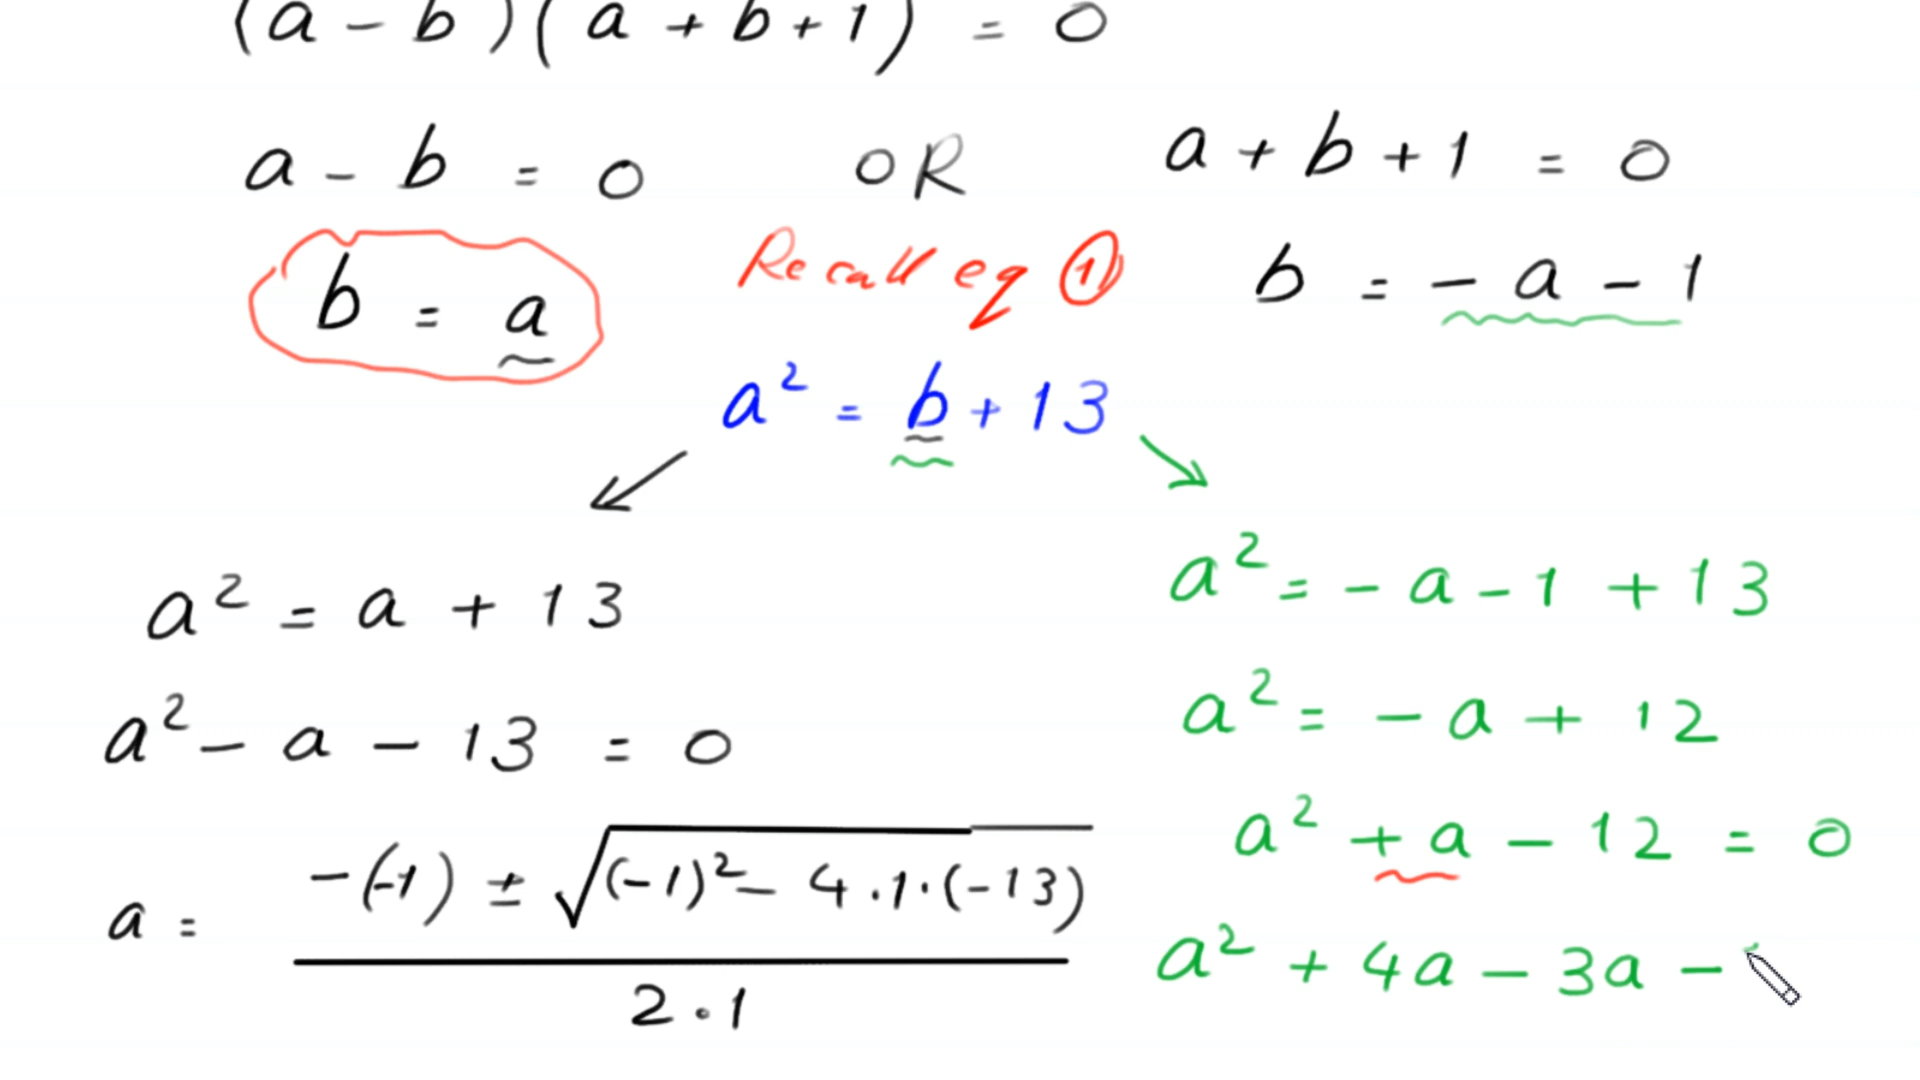 (a - b)(a + b + 1) = 0
a - b = 0 OR a + b + 1 = 0
b = a Recall eq ① b = - a - 1
a² = b + 13
a² = a + 13 a² = - a - 1 + 13
a² - a - 13 = 0 a² = - a + 12
a² + a - 12 = 0
a = (-(-1) ± √((-1)² - 4 . 1 . (-13))) / (2 . 1) a² + 4a - 3a -